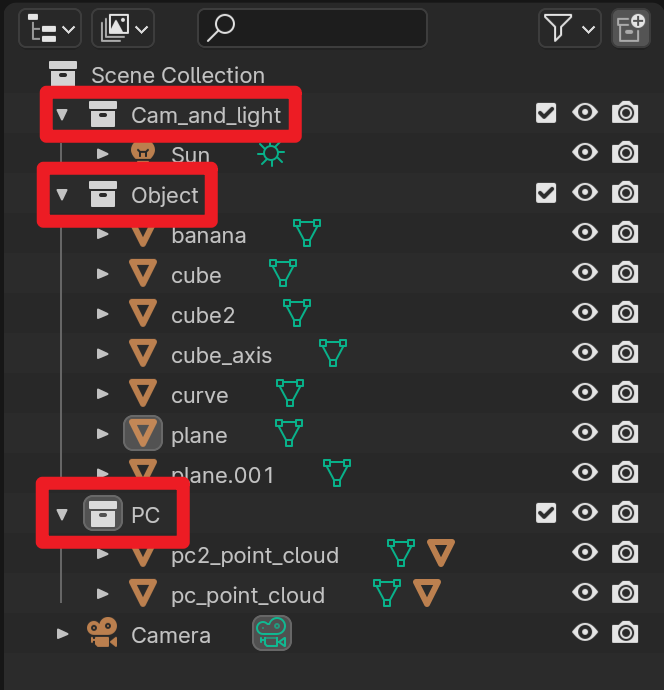 Scene Collection
Cam_and_light
Sun
Object
banana
cube
cube2
cube_axis
curve
plane
plane.001
PC
pc2_point_cloud
pc_point_cloud
Camera